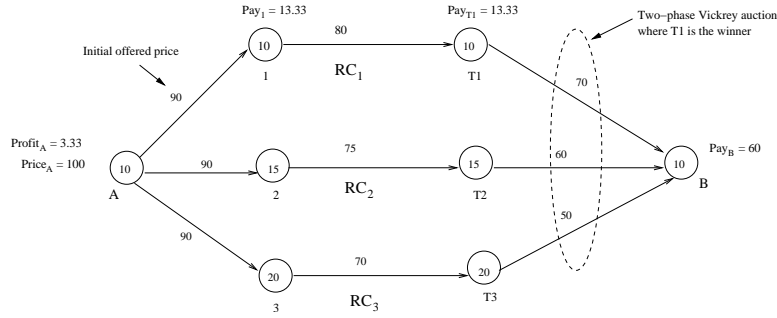 Pay1 = 13.33
PayT1 = 13.33
Two−phase Vickrey auction
where T1 is the winner
Initial offered price
10
80
10
1
RC1
T1
70
90
ProfitA = 3.33
PriceA = 100
10
A
90
15
2
75
RC2
15
T2
60
10
B
PayB = 60
90
50
20
3
70
RC3
20
T3